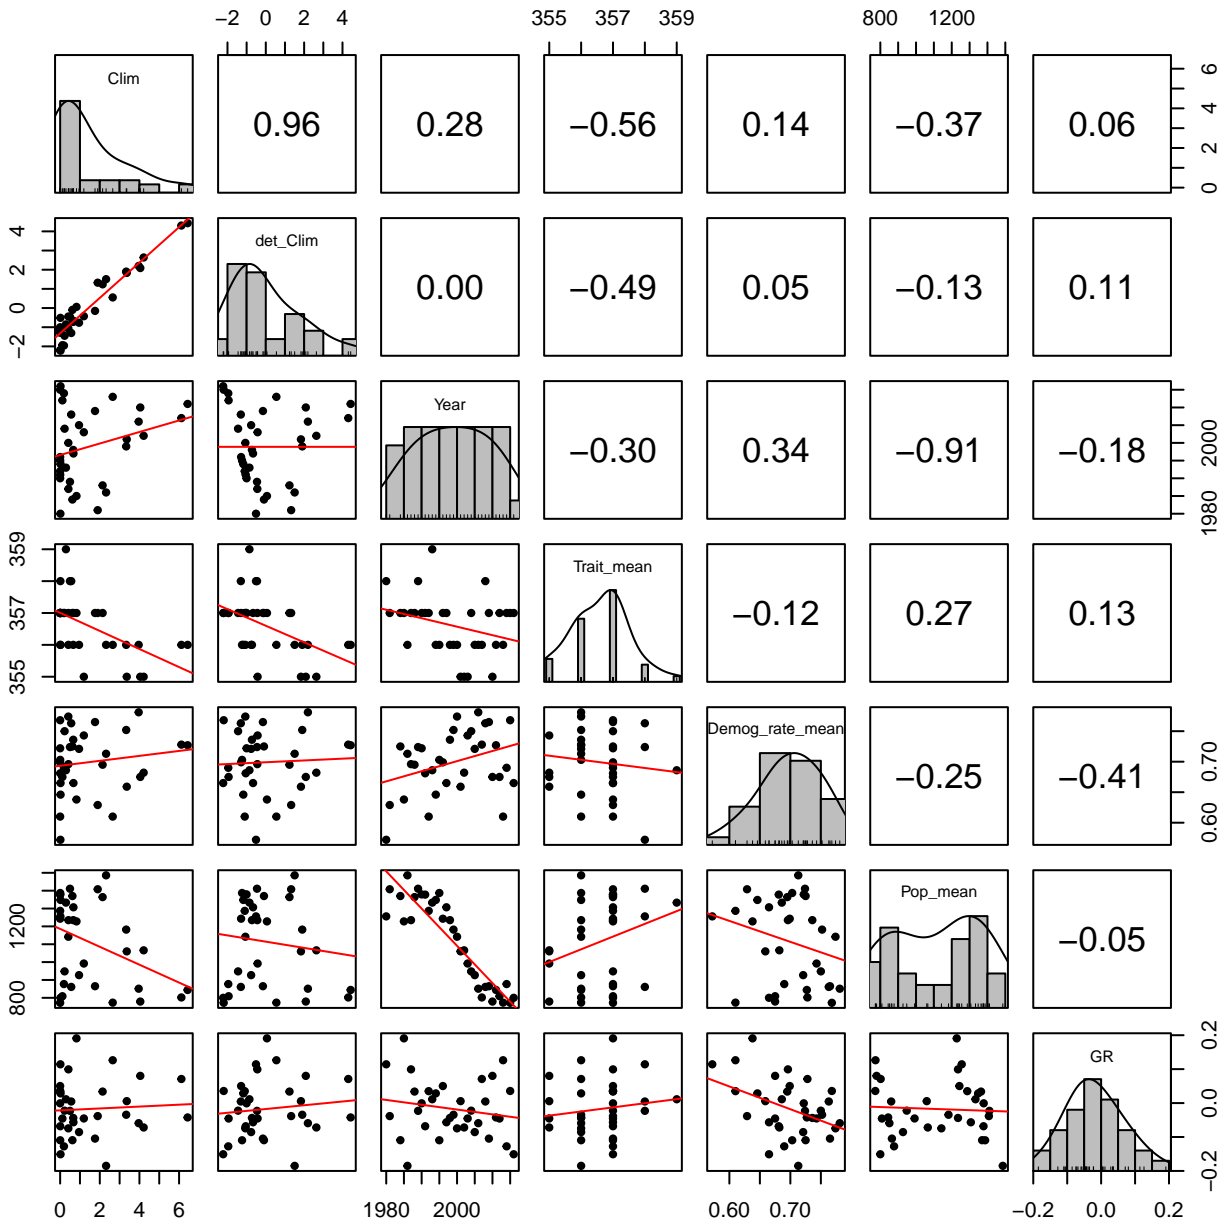 −2 0 2 4 355 357 359 800 1200
Clim 0.96 0.28 −0.56 0.14 −0.37 0.06 0 2 4 6
−2 0 2 4 det_Clim 0.00 −0.49 0.05 −0.13 0.11
Year −0.30 0.34 −0.91 −0.18 1980 2000
355 357 359 Trait_mean −0.12 0.27 0.13
Demog_rate_mean −0.25 −0.41 0.60 0.70
800 1200 Pop_mean −0.05
GR −0.2 0.0 0.2
0 2 4 6 1980 2000 0.60 0.70 −0.2 0.0 0.2